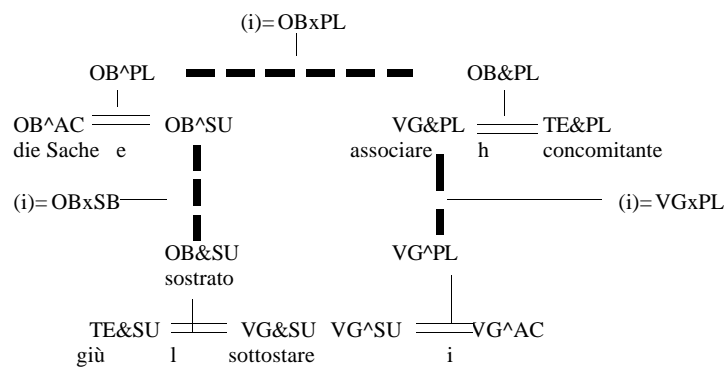 (i)=OBxPL
OB^PL OB&PL
OB^AC OB^SU VG&PL TE&PL
die Sache e associare h concomitante
(i)=OBxSB (i)=VGxPL
OB&SU VG^PL
sostrato
TE&SU VG&SU VG^SU VG^AC
giù l sottostare i